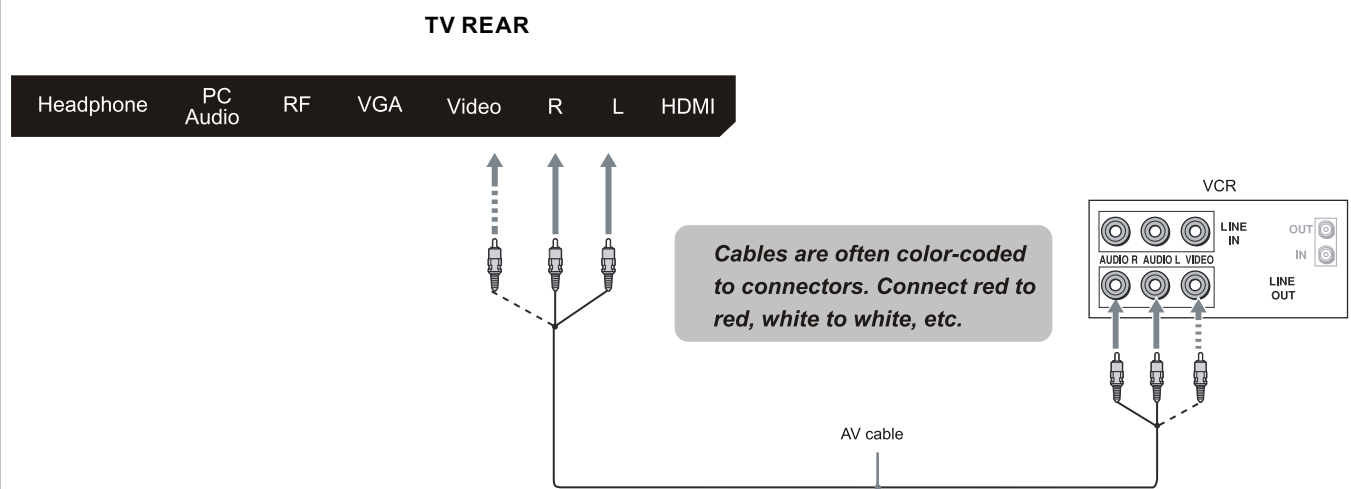 TV REAR
Headphone
PC
Audio
RF
VGA
Video
R
L
HDMI
Cables are often color-coded
to connectors. Connect red to
red, white to white, etc.
VCR
LINE
IN
OUT
IN
AUDIO R AUDIO L VIDEO
LINE
OUT
AV cable